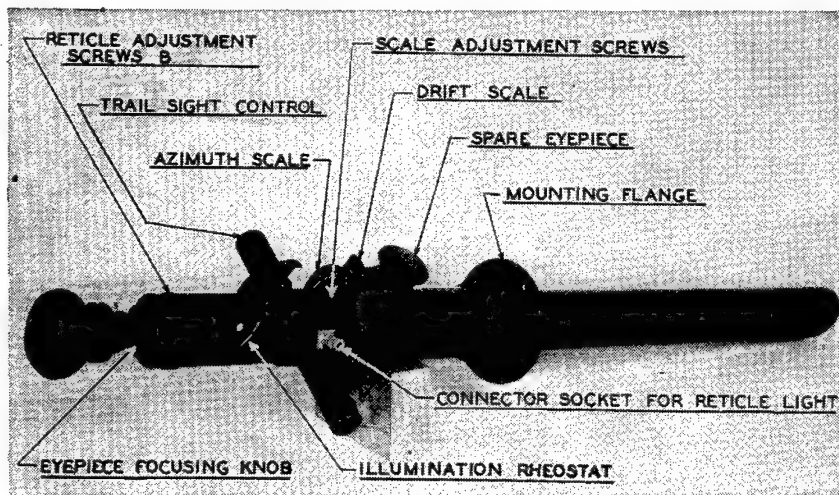 RETICLE ADJUSTMENT
SCREWS B
SCALE ADJUSTMENT SCREWS
TRAIL SIGHT CONTROL
DRIFT SCALE
AZIMUTH SCALE
SPARE EYEPIECE
MOUNTING FLANGE
CONNECTOR SOCKET FOR RETICLE LIGHT
EYEPIECE FOCUSING KNOB
ILLUMINATION RHEOSTAT